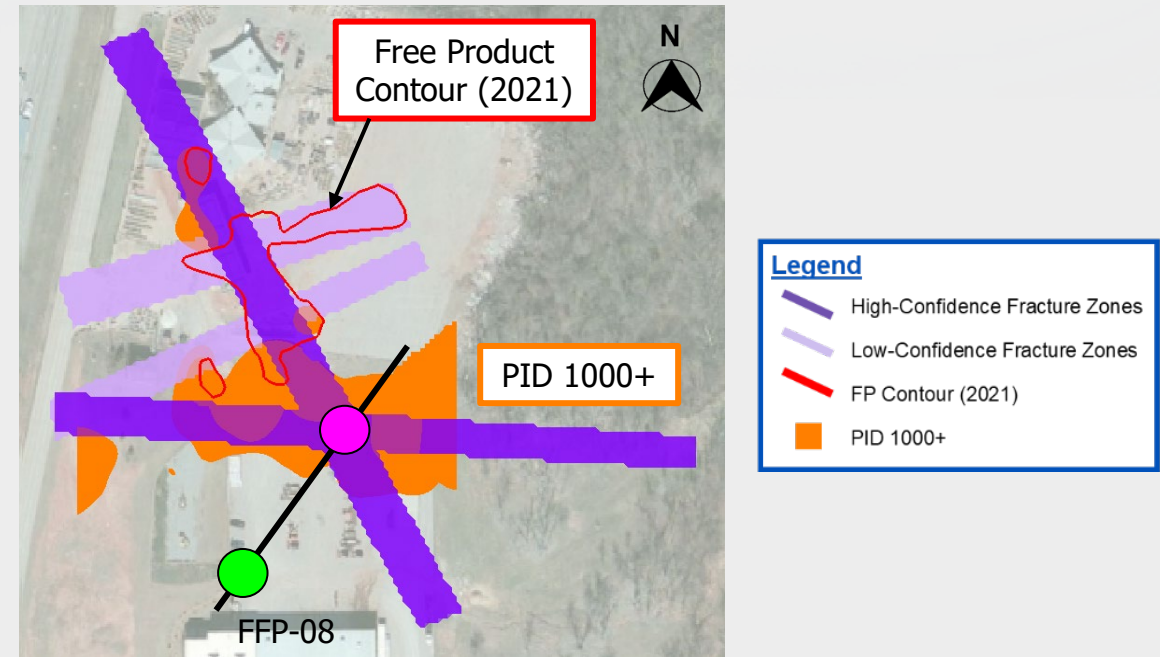 Free Product
Contour (2021)
N
PID 1000+
FFP-08
Legend
High-Confidence Fracture Zones
Low-Confidence Fracture Zones
FP Contour (2021)
PID 1000+